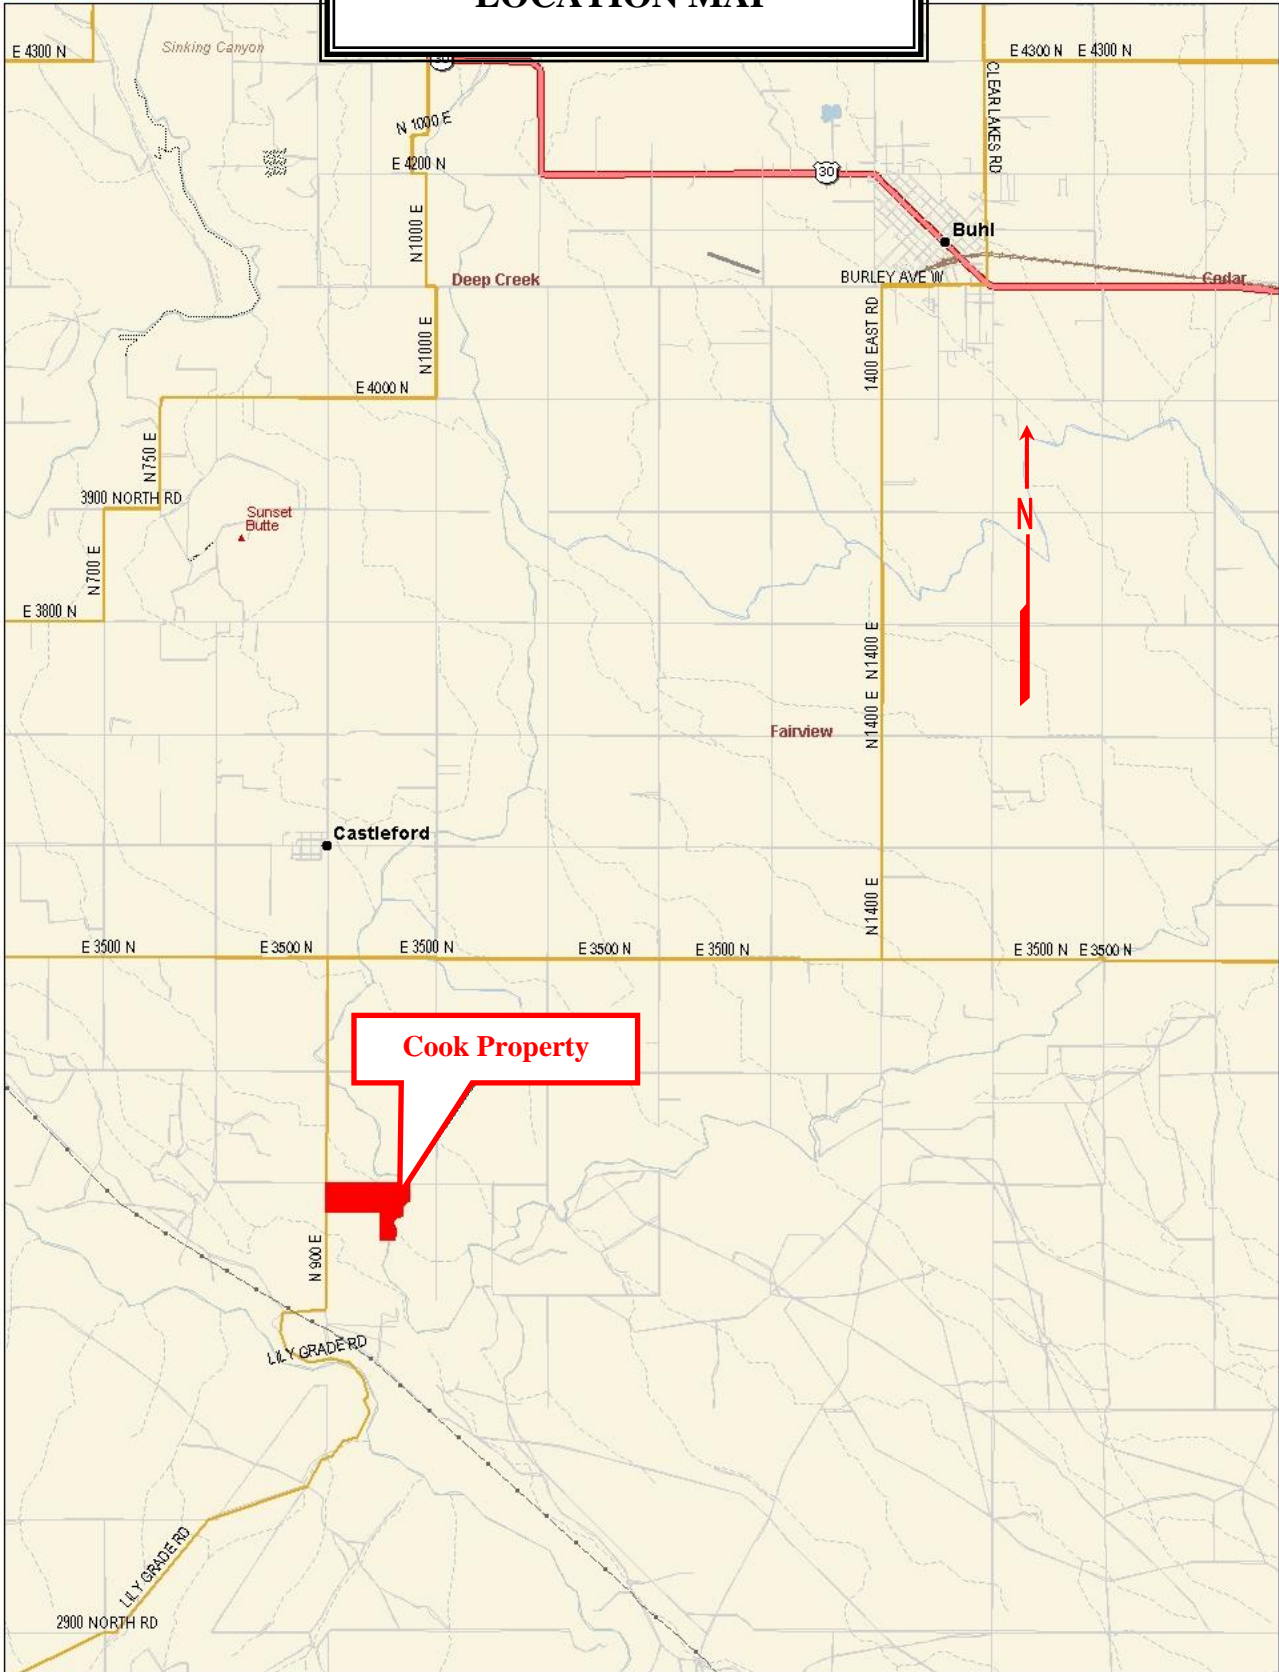 LOCATION MAP
E 4300 N
Sinking Canyon
30
E 4300 N E 4300 N
CLEAR LAKES RD
N 1000 E
E 4200 N
30
N1000 E
Buhl
Deep Creek
BURLEY AVE W
Cedar
1400 EAST RD
N1000 E
E 4000 N
N750 E
3900 NORTH RD
Sunset
Butte
N
N700 E
E 3800 N
N1400 E
N1400 E
Fairview
Castleford
N1400 E
E 3500 N
E 3500 N
E 3500 N
E 3500 N
E 3500 N
E 3500 N E 3500 N
Cook Property
N 900 E
LILY GRADE RD
LILY GRADE RD
2900 NORTH RD